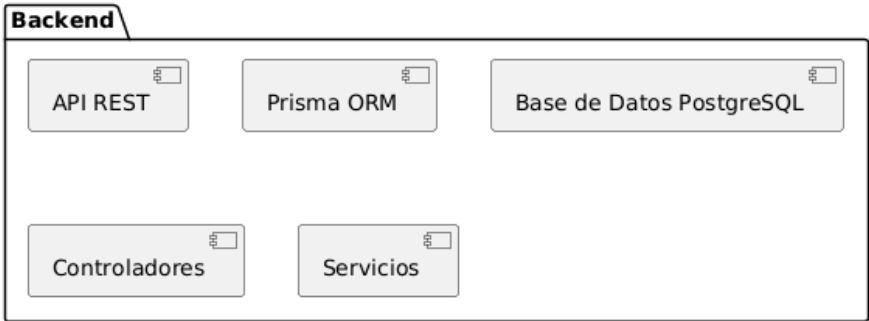 Backend
API REST
Prisma ORM
Base de Datos PostgreSQL
Controladores
Servicios